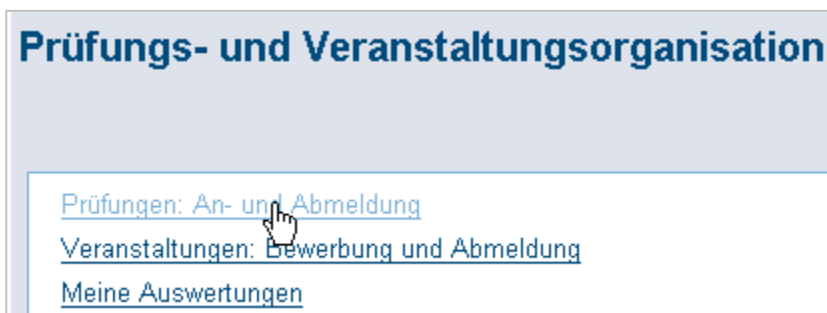 Prüfungs- und Veranstaltungsorganisation
Prüfungen: An- und Abmeldung
Veranstaltungen: Bewerbung und Abmeldung
Meine Auswertungen